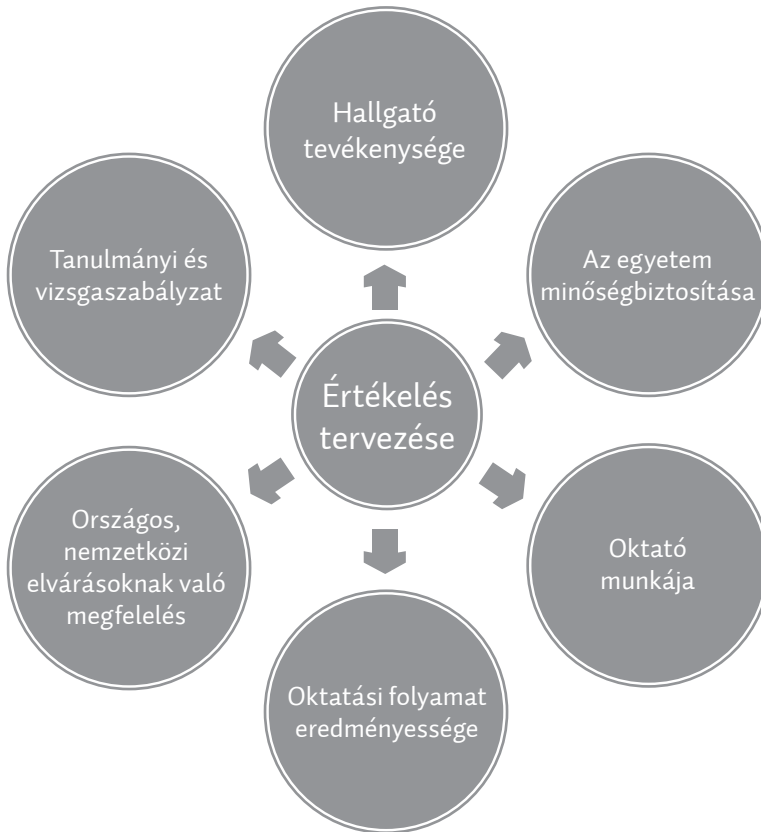 Hallgató
tevékenysége
Tanulmányi és
vizsgaszabályzat
Az egyetem
minőségbiztosítása
Értékelés
tervezése
Országos,
nemzetközi
elvárásoknak való
megfelelés
Oktató
munkája
Oktatási folyamat
eredményessége